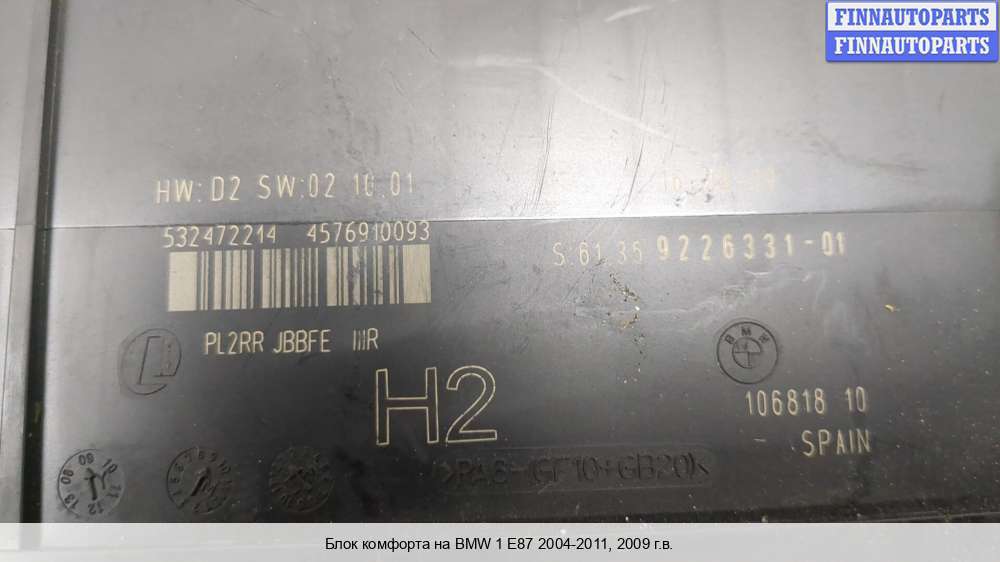 FINNAUTOPARTS
FINNAUTOPARTS
HW: D2 SW:02 10 01
532472214 4576910093
S:61.35 9226331-01
PL2RR JBBFE IIIR
H2
BMW
106818 10
- SPAIN
>PA6-(GF10+GB20)<
Блок комфорта на BMW 1 E87 2004-2011, 2009 г.в.